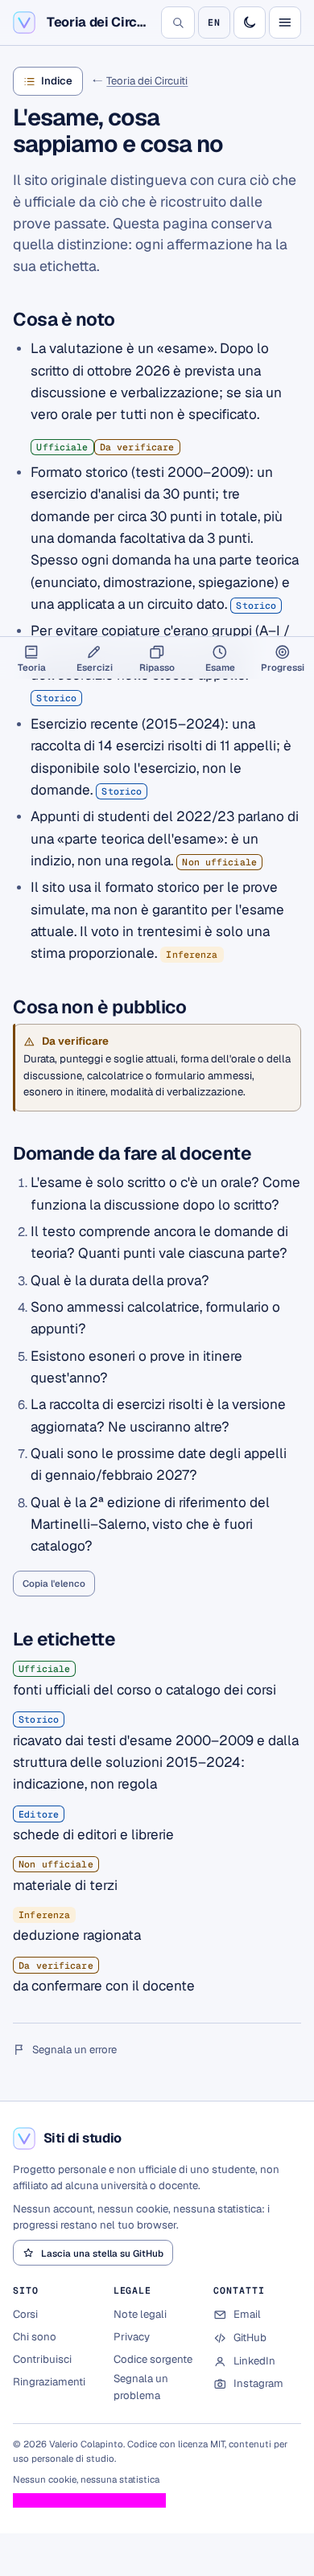 Teoria dei Circ...
EN
Indice
← Teoria dei Circuiti
L'esame, cosa
sappiamo e cosa no
Il sito originale distingueva con cura ciò che
è ufficiale da ciò che è ricostruito dalle
prove passate. Questa pagina conserva
quella distinzione: ogni affermazione ha la
sua etichetta.
Cosa è noto
La valutazione è un «esame». Dopo lo
scritto di ottobre 2026 è prevista una
discussione e verbalizzazione; se sia un
vero orale per tutti non è specificato.
Ufficiale Da verificare
Formato storico (testi 2000–2009): un
esercizio d'analisi da 30 punti; tre
domande per circa 30 punti in totale, più
una domanda facoltativa da 3 punti.
Spesso ogni domanda ha una parte teorica
(enunciato, dimostrazione, spiegazione) e
una applicata a un circuito dato. Storico
Per evitare copiature c'erano gruppi (A–I /
Teoria Esercizi Ripasso Esame Progressi
Storico
Esercizio recente (2015–2024): una
raccolta di 14 esercizi risolti di 11 appelli; è
disponibile solo l'esercizio, non le
domande. Storico
Appunti di studenti del 2022/23 parlano di
una «parte teorica dell'esame»: è un
indizio, non una regola. Non ufficiale
Il sito usa il formato storico per le prove
simulate, ma non è garantito per l'esame
attuale. Il voto in trentesimi è solo una
stima proporzionale. Inferenza
Cosa non è pubblico
Da verificare
Durata, punteggi e soglie attuali, forma dell'orale o della
discussione, calcolatrice o formulario ammessi,
esonero in itinere, modalità di verbalizzazione.
Domande da fare al docente
1. L'esame è solo scritto o c'è un orale? Come
funziona la discussione dopo lo scritto?
2. Il testo comprende ancora le domande di
teoria? Quanti punti vale ciascuna parte?
3. Qual è la durata della prova?
4. Sono ammessi calcolatrice, formulario o
appunti?
5. Esistono esoneri o prove in itinere
quest'anno?
6. La raccolta di esercizi risolti è la versione
aggiornata? Ne usciranno altre?
7. Quali sono le prossime date degli appelli
di gennaio/febbraio 2027?
8. Qual è la 2ª edizione di riferimento del
Martinelli–Salerno, visto che è fuori
catalogo?
Copia l'elenco
Le etichette
Ufficiale
fonti ufficiali del corso o catalogo dei corsi
Storico
ricavato dai testi d'esame 2000–2009 e dalla
struttura delle soluzioni 2015–2024:
indicazione, non regola
Editore
schede di editori e librerie
Non ufficiale
materiale di terzi
Inferenza
deduzione ragionata
Da verificare
da confermare con il docente
Segnala un errore
Siti di studio
Progetto personale e non ufficiale di uno studente, non
affiliato ad alcuna università o docente.
Nessun account, nessun cookie, nessuna statistica: i
progressi restano nel tuo browser.
Lascia una stella su GitHub
SITO
Corsi
Chi sono
Contribuisci
Ringraziamenti
LEGALE
Note legali
Privacy
Codice sorgente
Segnala un
problema
CONTATTI
Email
GitHub
LinkedIn
Instagram
© 2026 Valerio Colapinto. Codice con licenza MIT, contenuti per
uso personale di studio.
Nessun cookie, nessuna statistica